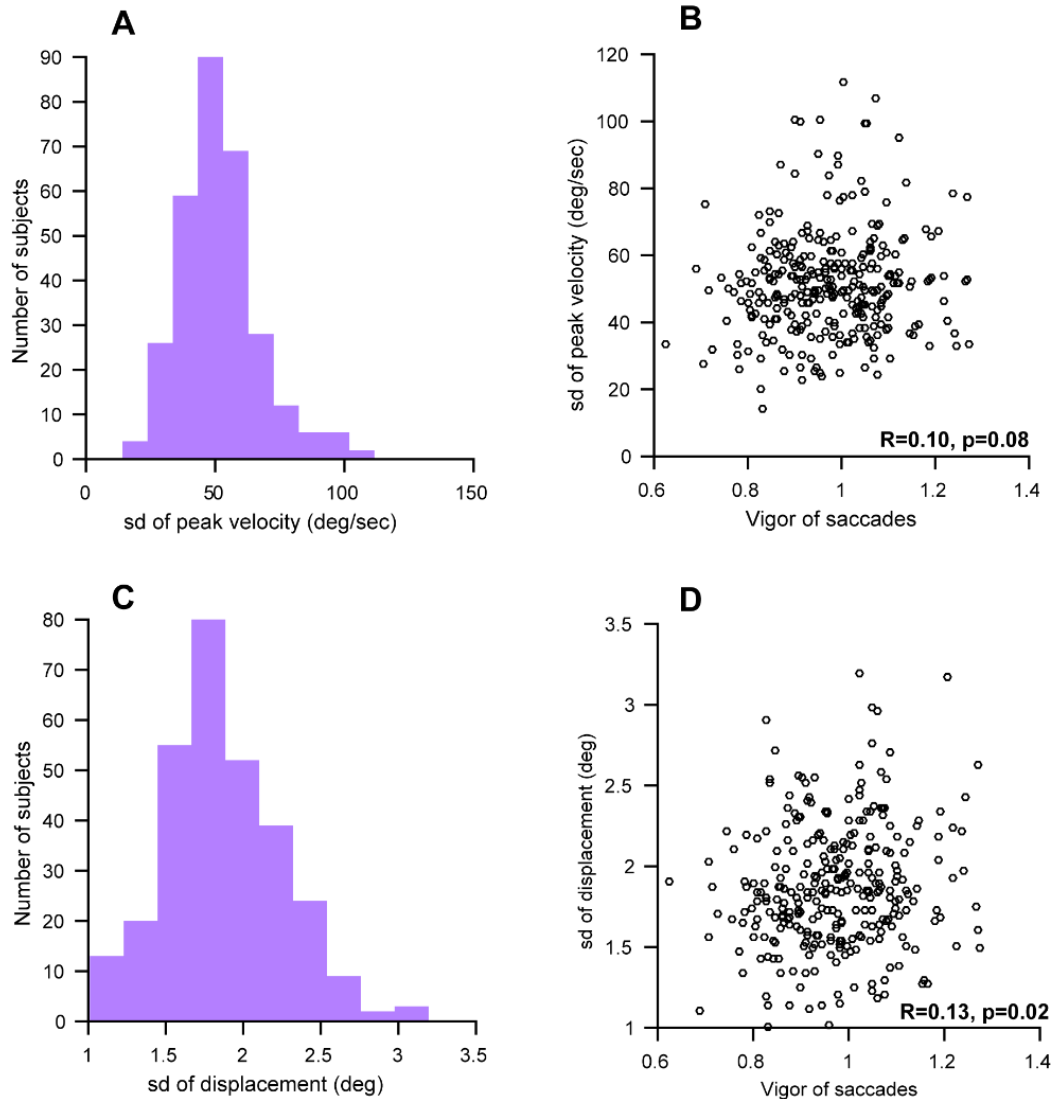 A
90
80
70
60
50
40
30
20
10
0
Number of subjects
0 50 100 150
sd of peak velocity (deg/sec)
B
120
100
80
60
40
20
0
sd of peak velocity (deg/sec)
R=0.10, p=0.08
0.6 0.8 1 1.2 1.4
Vigor of saccades
C
80
70
60
50
40
30
20
10
0
Number of subjects
1 1.5 2 2.5 3 3.5
sd of displacement (deg)
D
3.5
3
2.5
2
1.5
1
sd of displacement (deg)
R=0.13, p=0.02
0.6 0.8 1 1.2 1.4
Vigor of saccades